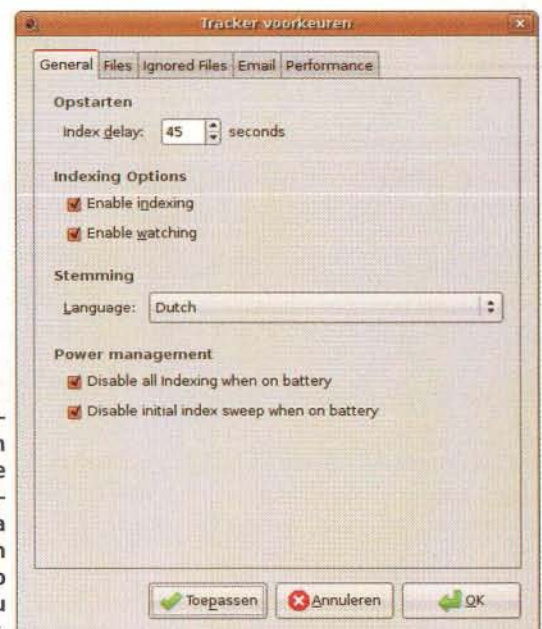 Tracker voorkeuren
General Files Ignored Files Email Performance
Opstarten
Index delay: 45 seconds
Indexing Options
Enable indexing
Enable watching
Stemming
Language: Dutch
Power management
Disable all Indexing when on battery
Disable initial index sweep when on battery
Toepassen Annuleren OK